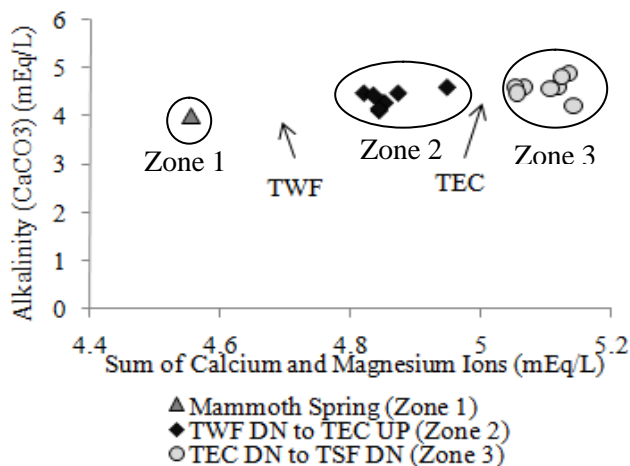 6
5
4
3
2
1
0
Alkalinity (CaCO3) (mEq/L)
Zone 1
Zone 2
Zone 3
TWF
TEC
4.4
4.6
4.8
5
5.2
Sum of Calcium and Magnesium Ions (mEq/L)
Mammoth Spring (Zone 1)
TWF DN to TEC UP (Zone 2)
TEC DN to TSF DN (Zone 3)